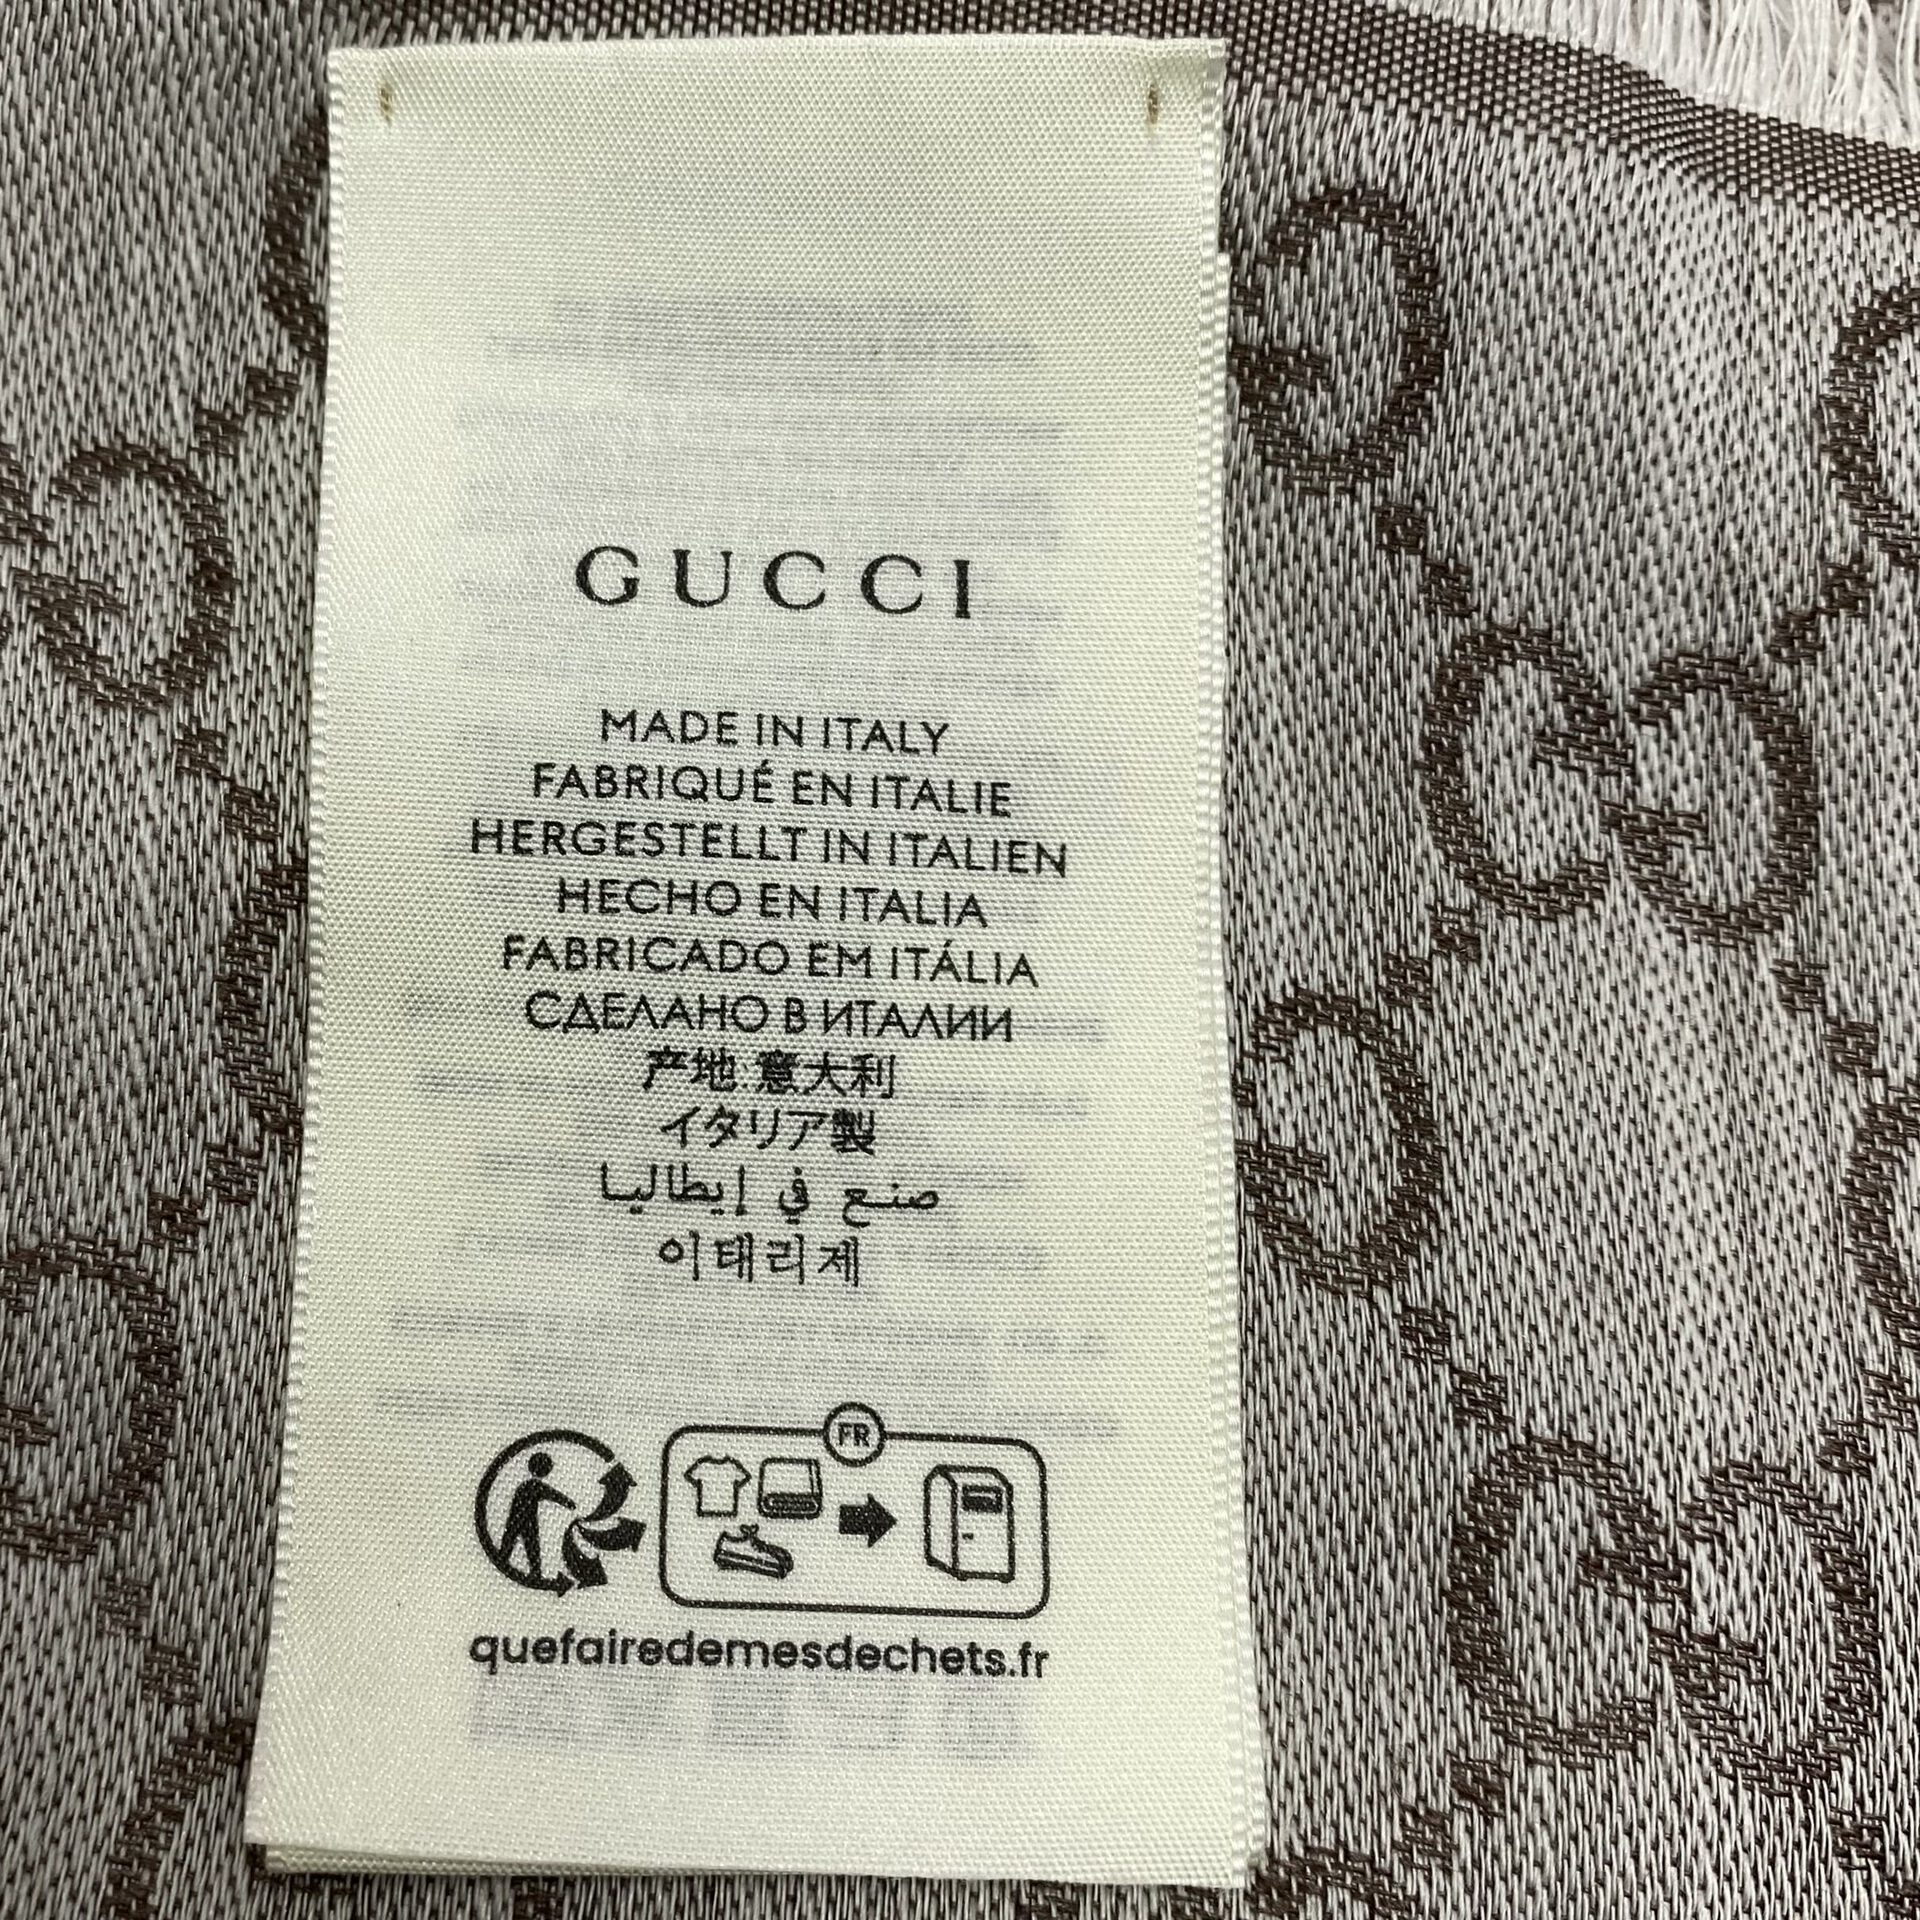 GUCCI
MADE IN ITALY
FABRIQUÉ EN ITALIE
HERGESTELLT IN ITALIEN
HECHO EN ITALIA
FABRICADO EM ITÁLIA
СДЕЛАНО В ИТАЛИИ
产地:意大利
イタリア製
صنع في إيطاليا
이태리제
FR
quefairedemesdechets.fr